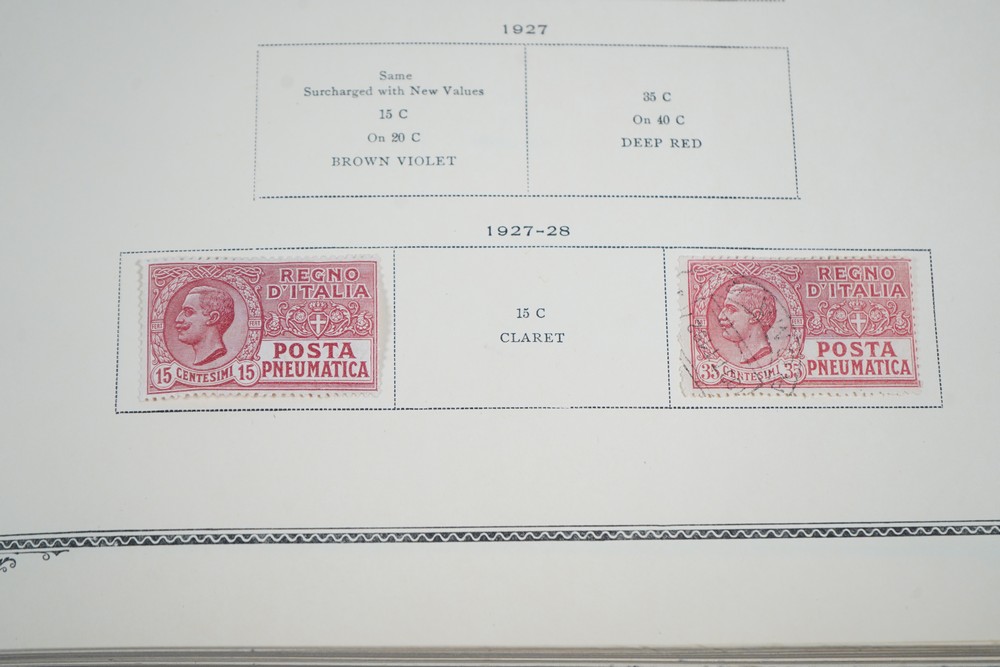 1927
Same
Surcharged with New Values
15 C
On 20 C
BROWN VIOLET
35 C
On 40 C
DEEP RED
1927-28
REGNO
D'ITALIA
POSTA
PNEUMATICA
15 CENTESIMI 15
15 C
CLARET
REGNO
D'ITALIA
POSTA
PNEUMATICA
35 CENTESIMI 35